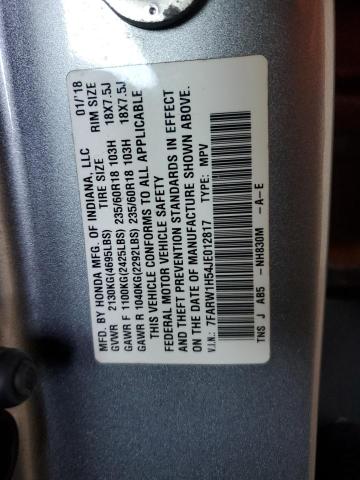 MFD. BY HONDA MFG. OF INDIANA, LLC 01/'18
TIRE SIZE RIM SIZE
GVWR 2130KG(4695LBS)
GAWR F 1100KG(2425LBS) 235/60R18 103H 18X7.5J
GAWR R 1040KG(2292LBS) 235/60R18 103H 18X7.5J
THIS VEHICLE CONFORMS TO ALL APPLICABLE
FEDERAL MOTOR VEHICLE SAFETY
AND THEFT PREVENTION STANDARDS IN EFFECT
ON THE DATE OF MANUFACTURE SHOWN ABOVE.
V.I.N.: 7FARW1H54JE012817 TYPE: MPV
TNS J AB5 -NH830M -A-E